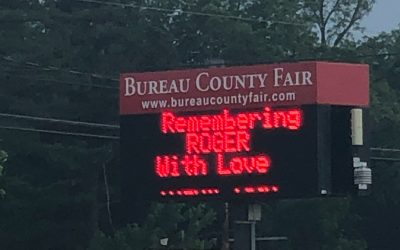 BUREAU COUNTY FAIR
www.bureaucountyfair.com
Remembering
ROGER
With Love